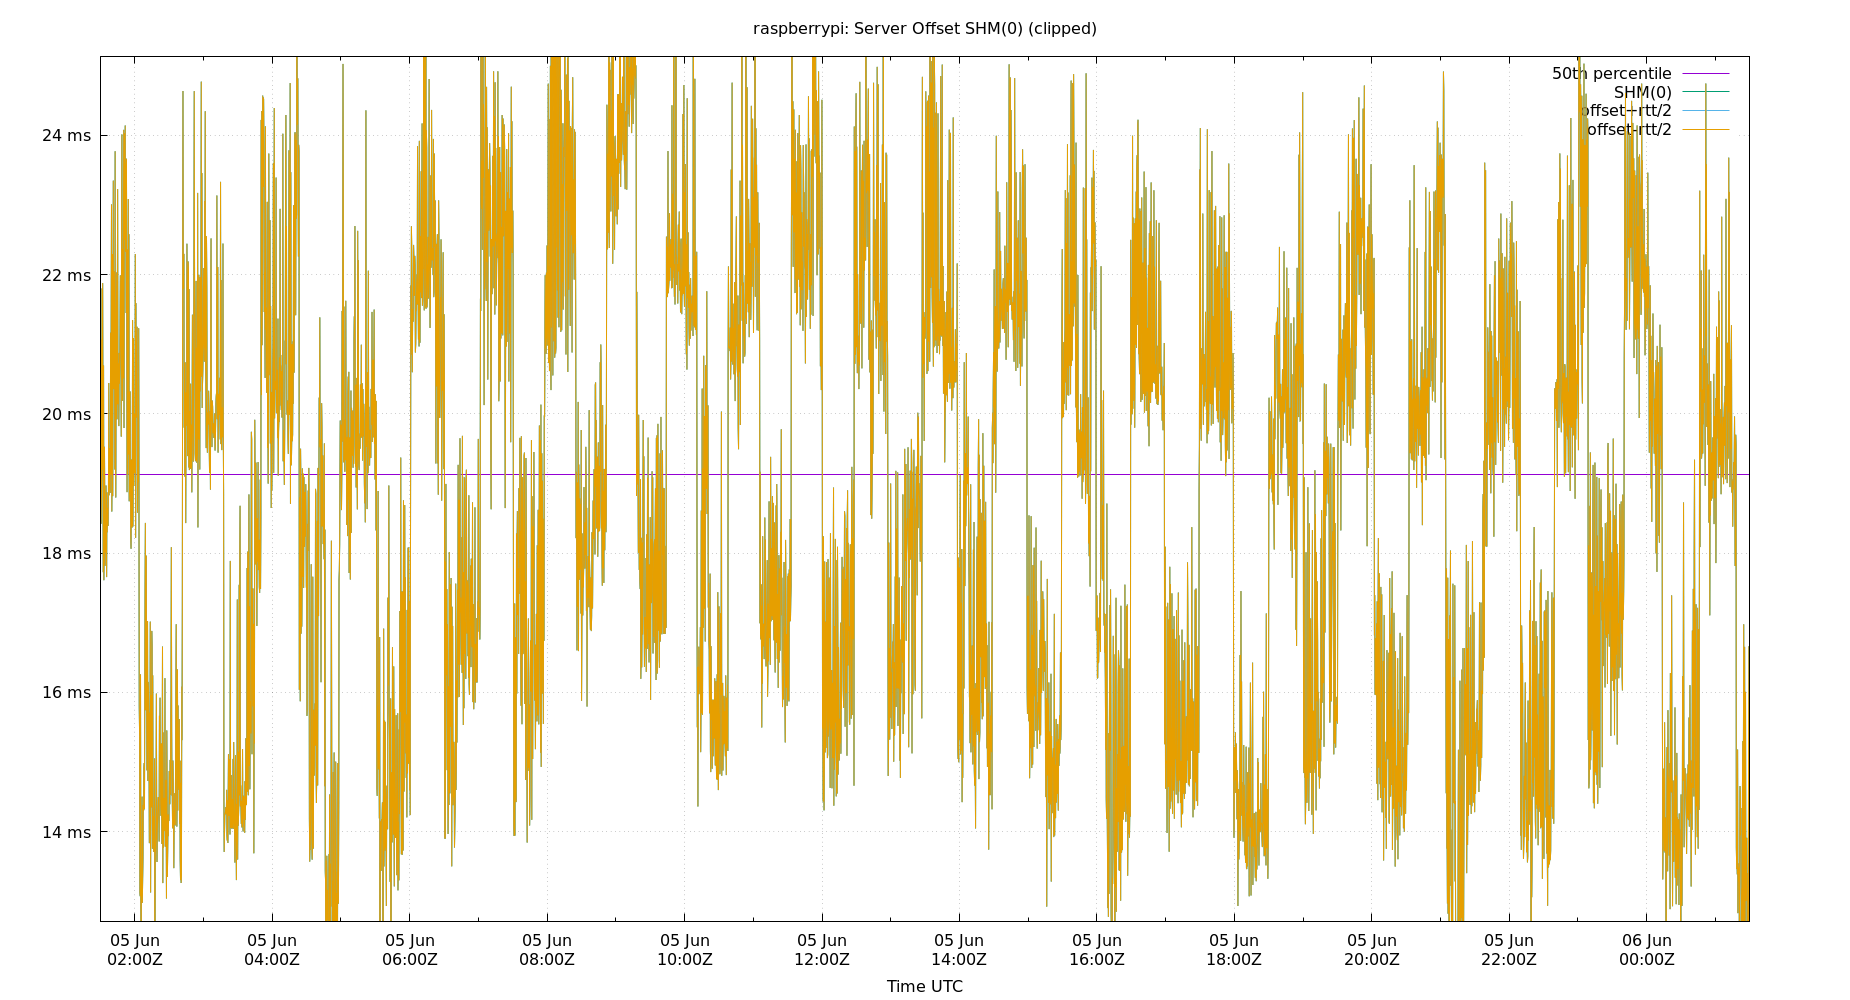 raspberrypi: Server Offset SHM(0) (clipped)
50th percentile
SHM(0)
offset+rtt/2
offset-rtt/2
24 ms
22 ms
20 ms
18 ms
16 ms
14 ms
05 Jun 05 Jun 05 Jun 05 Jun 05 Jun 05 Jun 05 Jun 05 Jun 05 Jun 05 Jun 05 Jun 06 Jun
02:00Z 04:00Z 06:00Z 08:00Z 10:00Z 12:00Z 14:00Z 16:00Z 18:00Z 20:00Z 22:00Z 00:00Z
Time UTC